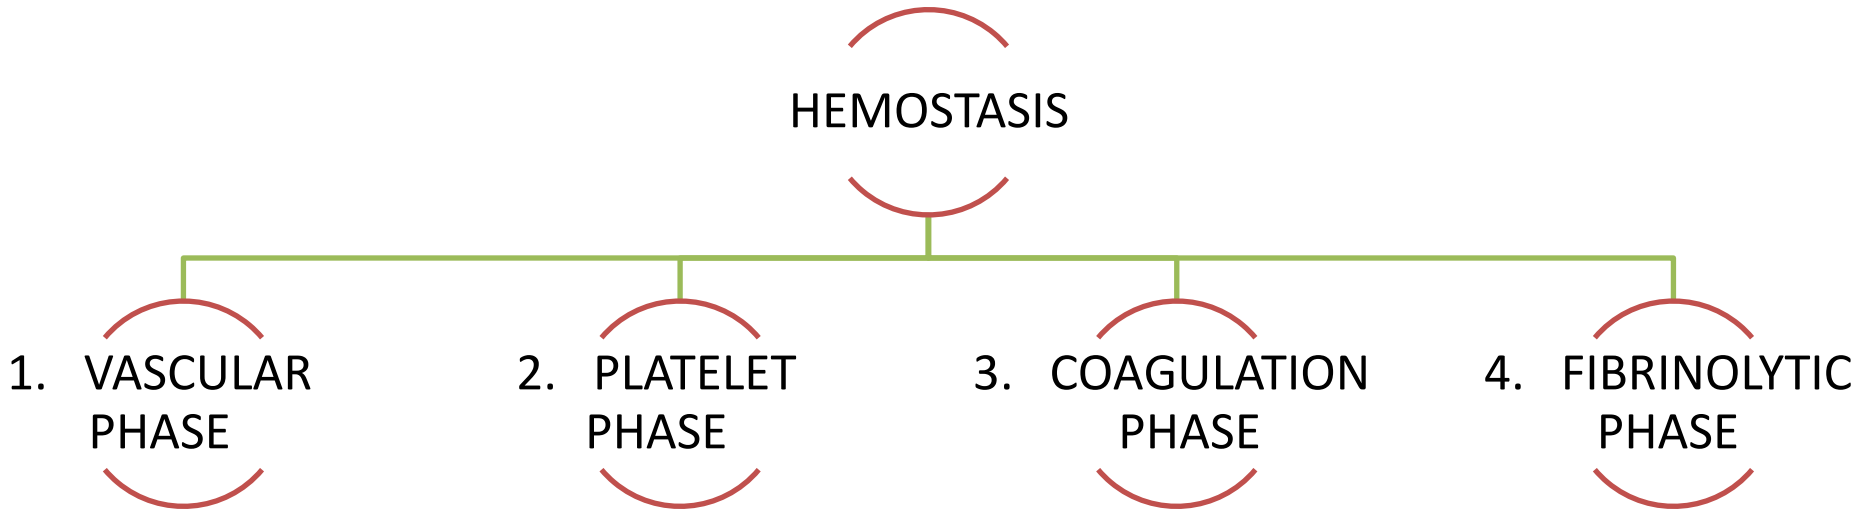 HEMOSTASIS
1. VASCULAR
PHASE
2. PLATELET
PHASE
3. COAGULATION
PHASE
4. FIBRINOLYTIC
PHASE